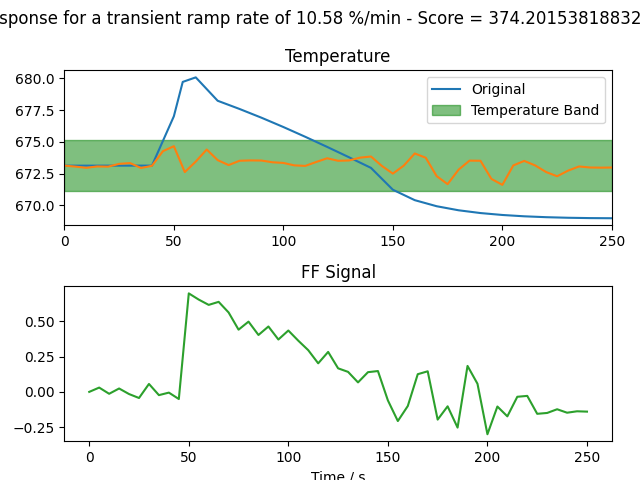 sponse for a transient ramp rate of 10.58 %/min - Score = 374.20153818832
Temperature
680.0
677.5
675.0
672.5
670.0
Original
Temperature Band
0 50 100 150 200 250
FF Signal
0.50
0.25
0.00
−0.25
0 50 100 150 200 250
Time / s